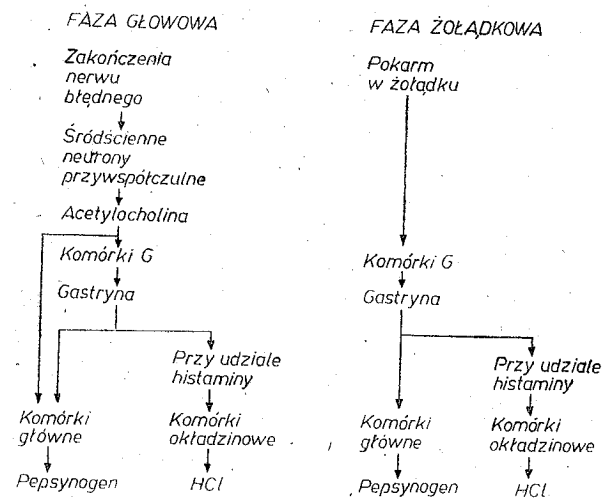 FAZA GŁOWOWA
Zakończenia
nerwu
błędnego
Śródścienne
neurony
przywspółczulne
Acetylocholina
Komórki G
Gastryna
Przy udziale
histaminy
Komórki
główne
Komórki
okładzinowe
Pepsynogen
HCl
FAZA ŻOŁĄDKOWA
Pokarm
w żołądku
Komórki G
Gastryna
Przy udziale
histaminy
Komórki
główne
Komórki
okładzinowe
Pepsynogen
HCl